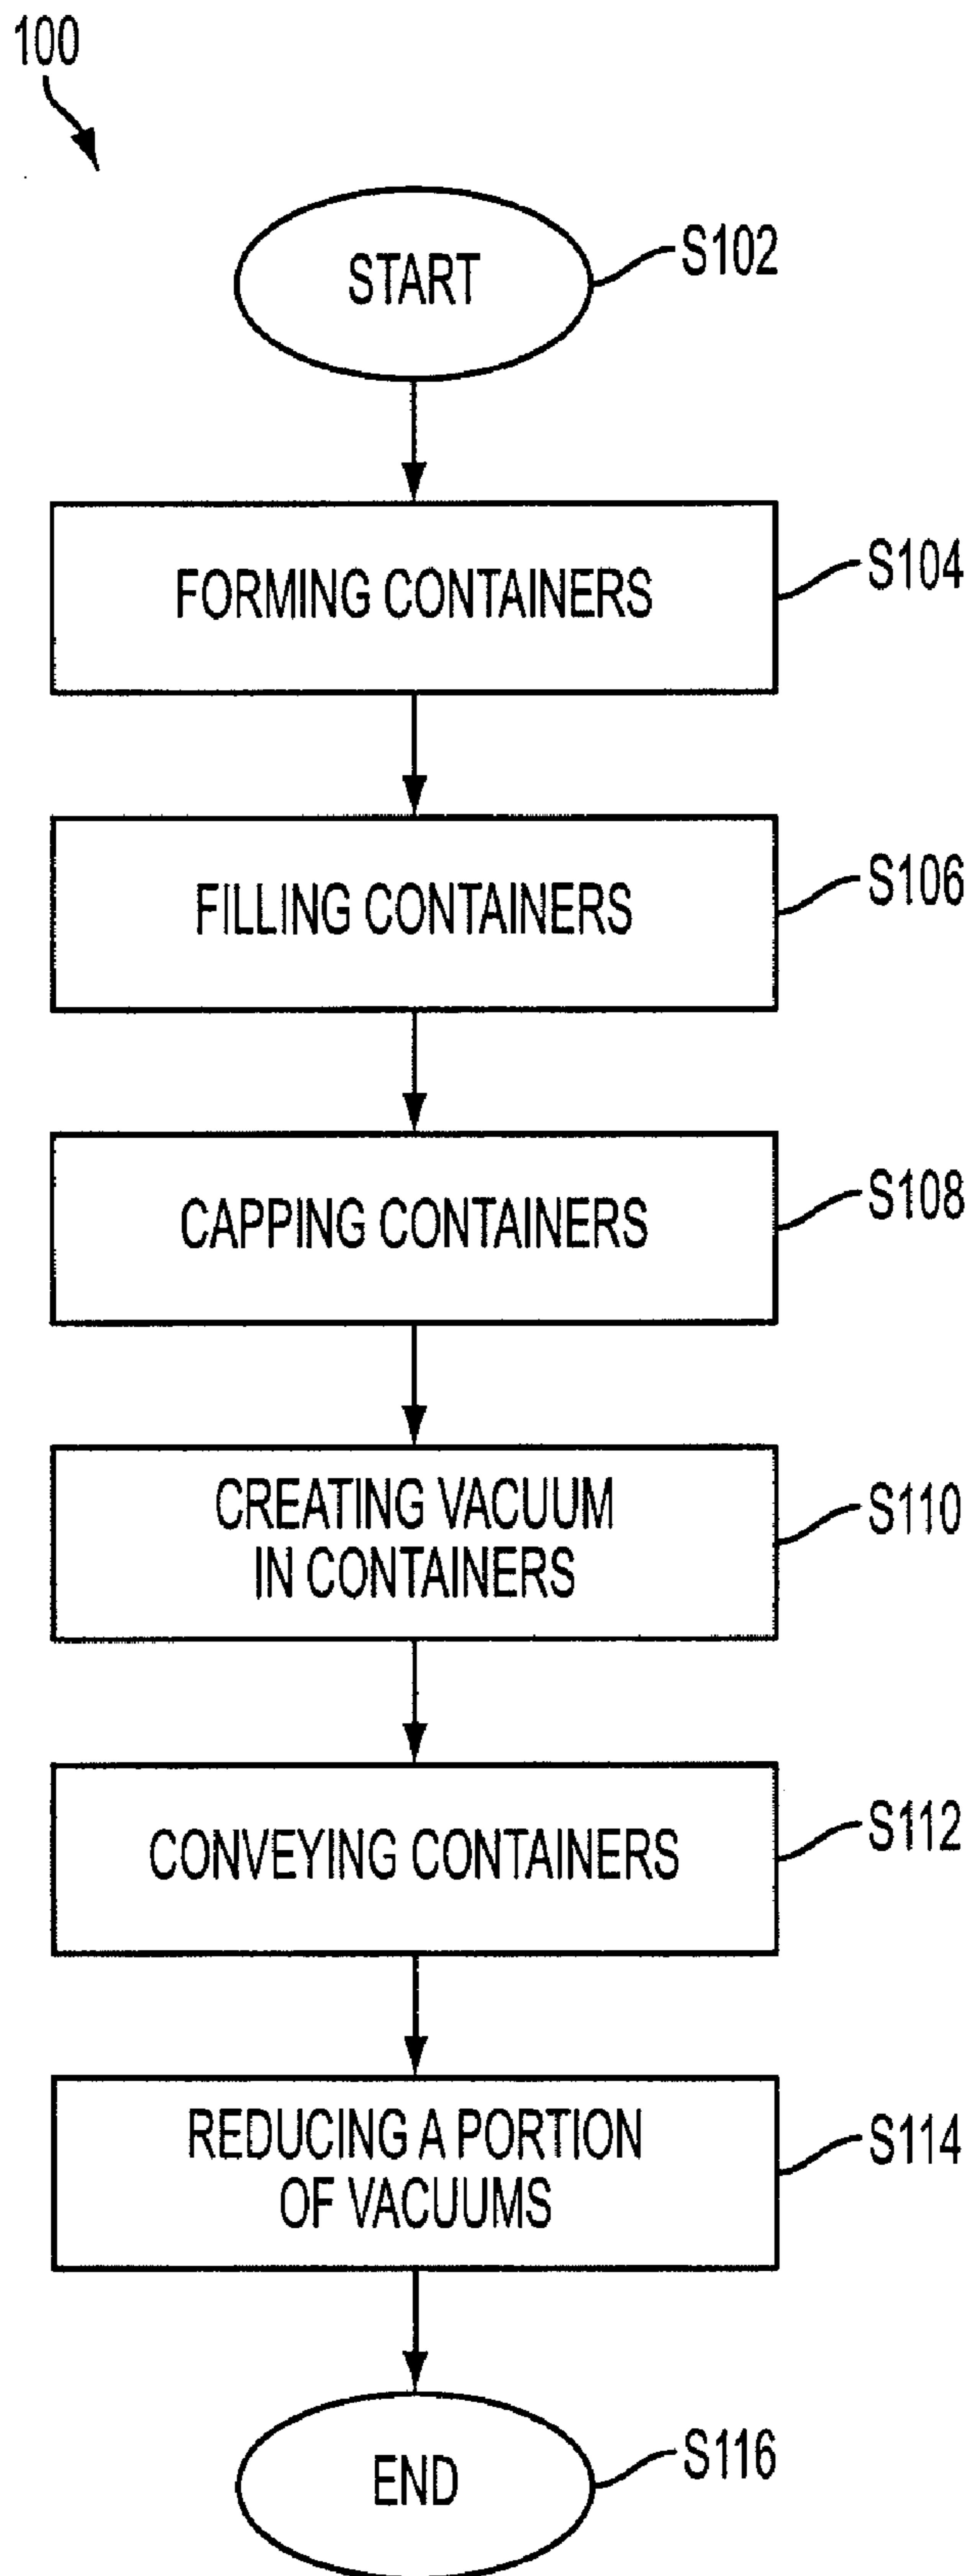 100
START
S102
FORMING CONTAINERS
S104
FILLING CONTAINERS
S106
CAPPING CONTAINERS
S108
CREATING VACUUM
IN CONTAINERS
S110
CONVEYING CONTAINERS
S112
REDUCING A PORTION
OF VACUUMS
S114
END
S116